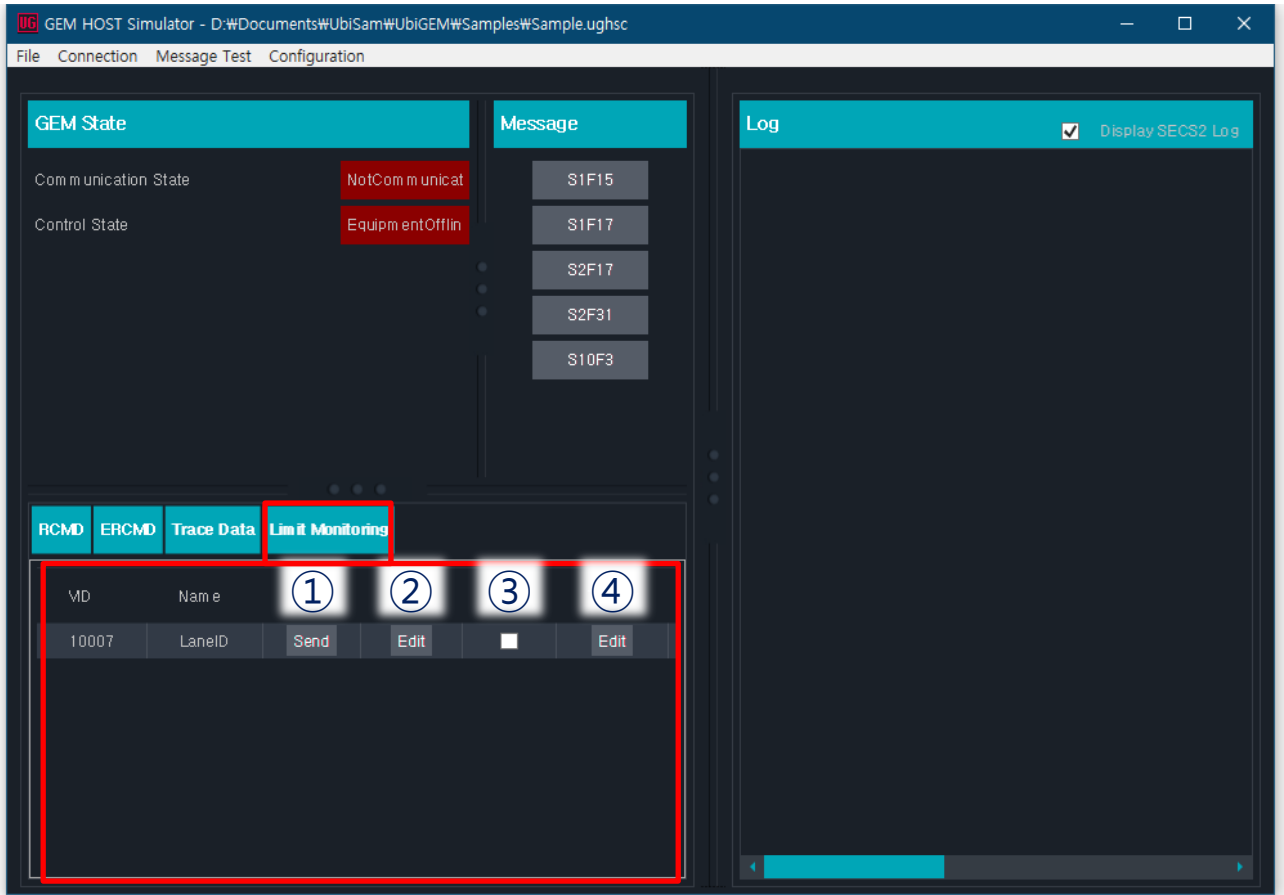 UG GEM HOST Simulator - D:₩Documents₩UbiSam₩UbiGEM₩Samples₩Sample.ughsc
File Connection Message Test Configuration
GEM State
Communication State NotCommunicat
Control State EquipmentOfflin
Message
S1F15
S1F17
S2F17
S2F31
S10F3
Log
Display SECS2 Log
RCMD ERCMD Trace Data Limit Monitoring
VID Name ① ② ③ ④
10007 LaneID Send Edit Edit